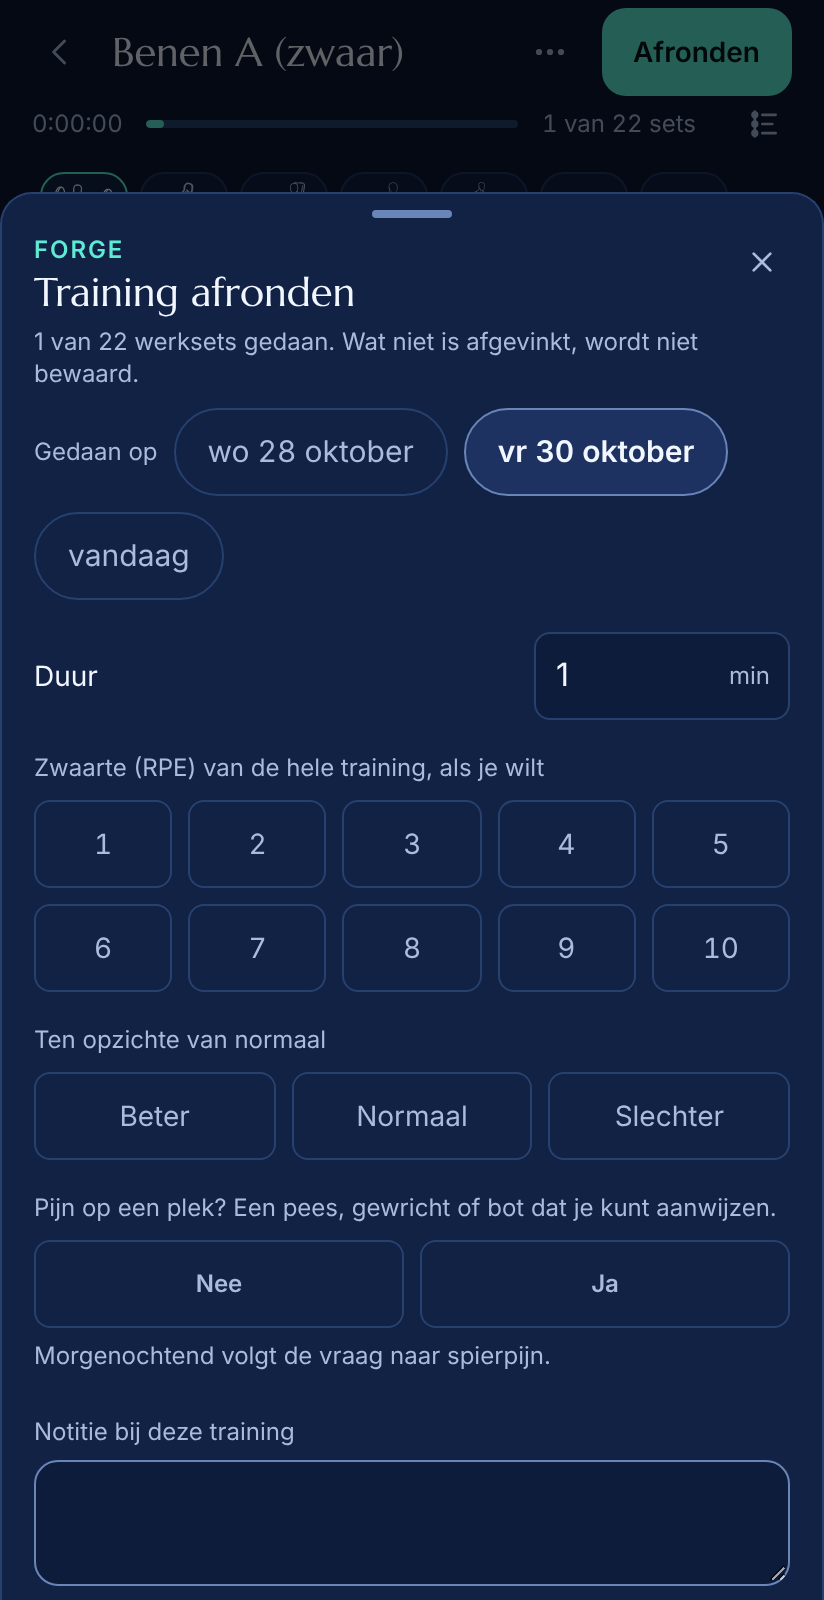 Benen A (zwaar)
Afronden
0:00:00
1 van 22 sets
FORGE
Training afronden
1 van 22 werksets gedaan. Wat niet is afgevinkt, wordt niet
bewaard.
Gedaan op
wo 28 oktober
vr 30 oktober
vandaag
Duur
1
min
Zwaarte (RPE) van de hele training, als je wilt
1
2
3
4
5
6
7
8
9
10
Ten opzichte van normaal
Beter
Normaal
Slechter
Pijn op een plek? Een pees, gewricht of bot dat je kunt aanwijzen.
Nee
Ja
Morgenochtend volgt de vraag naar spierpijn.
Notitie bij deze training